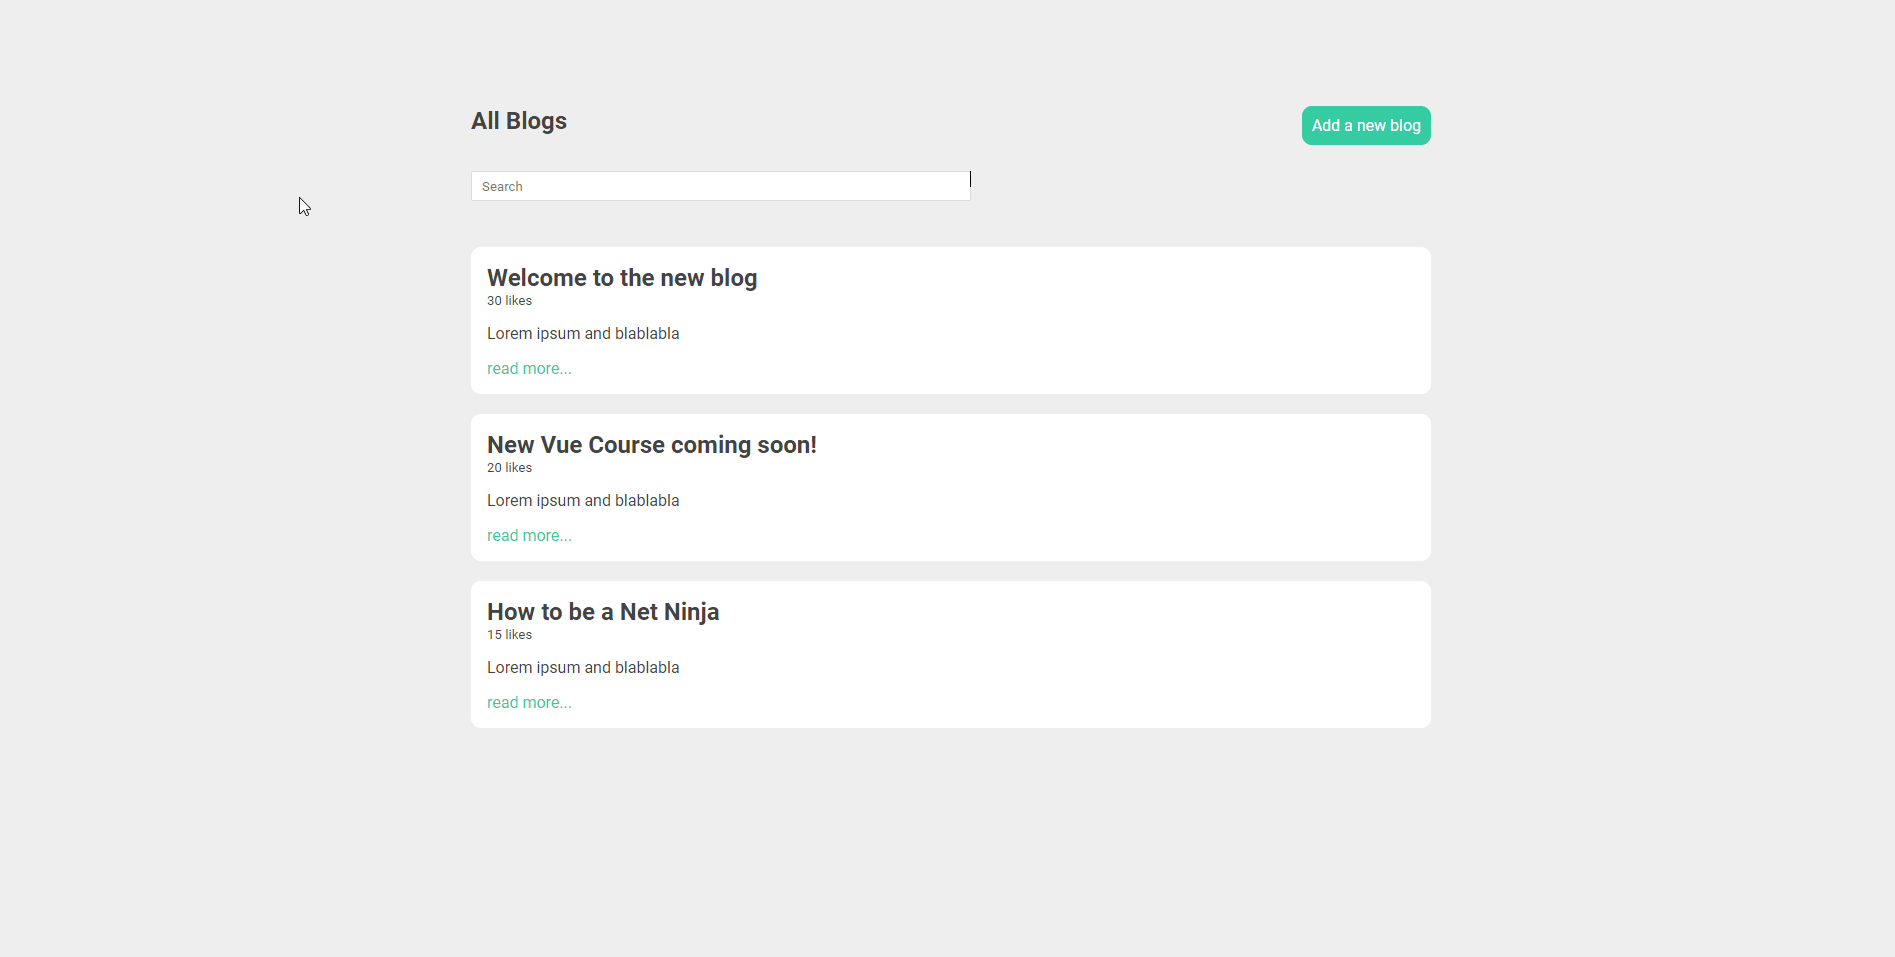 All Blogs
Add a new blog
Search
Welcome to the new blog
30 likes
Lorem ipsum and blablabla
read more...
New Vue Course coming soon!
20 likes
Lorem ipsum and blablabla
read more...
How to be a Net Ninja
15 likes
Lorem ipsum and blablabla
read more...